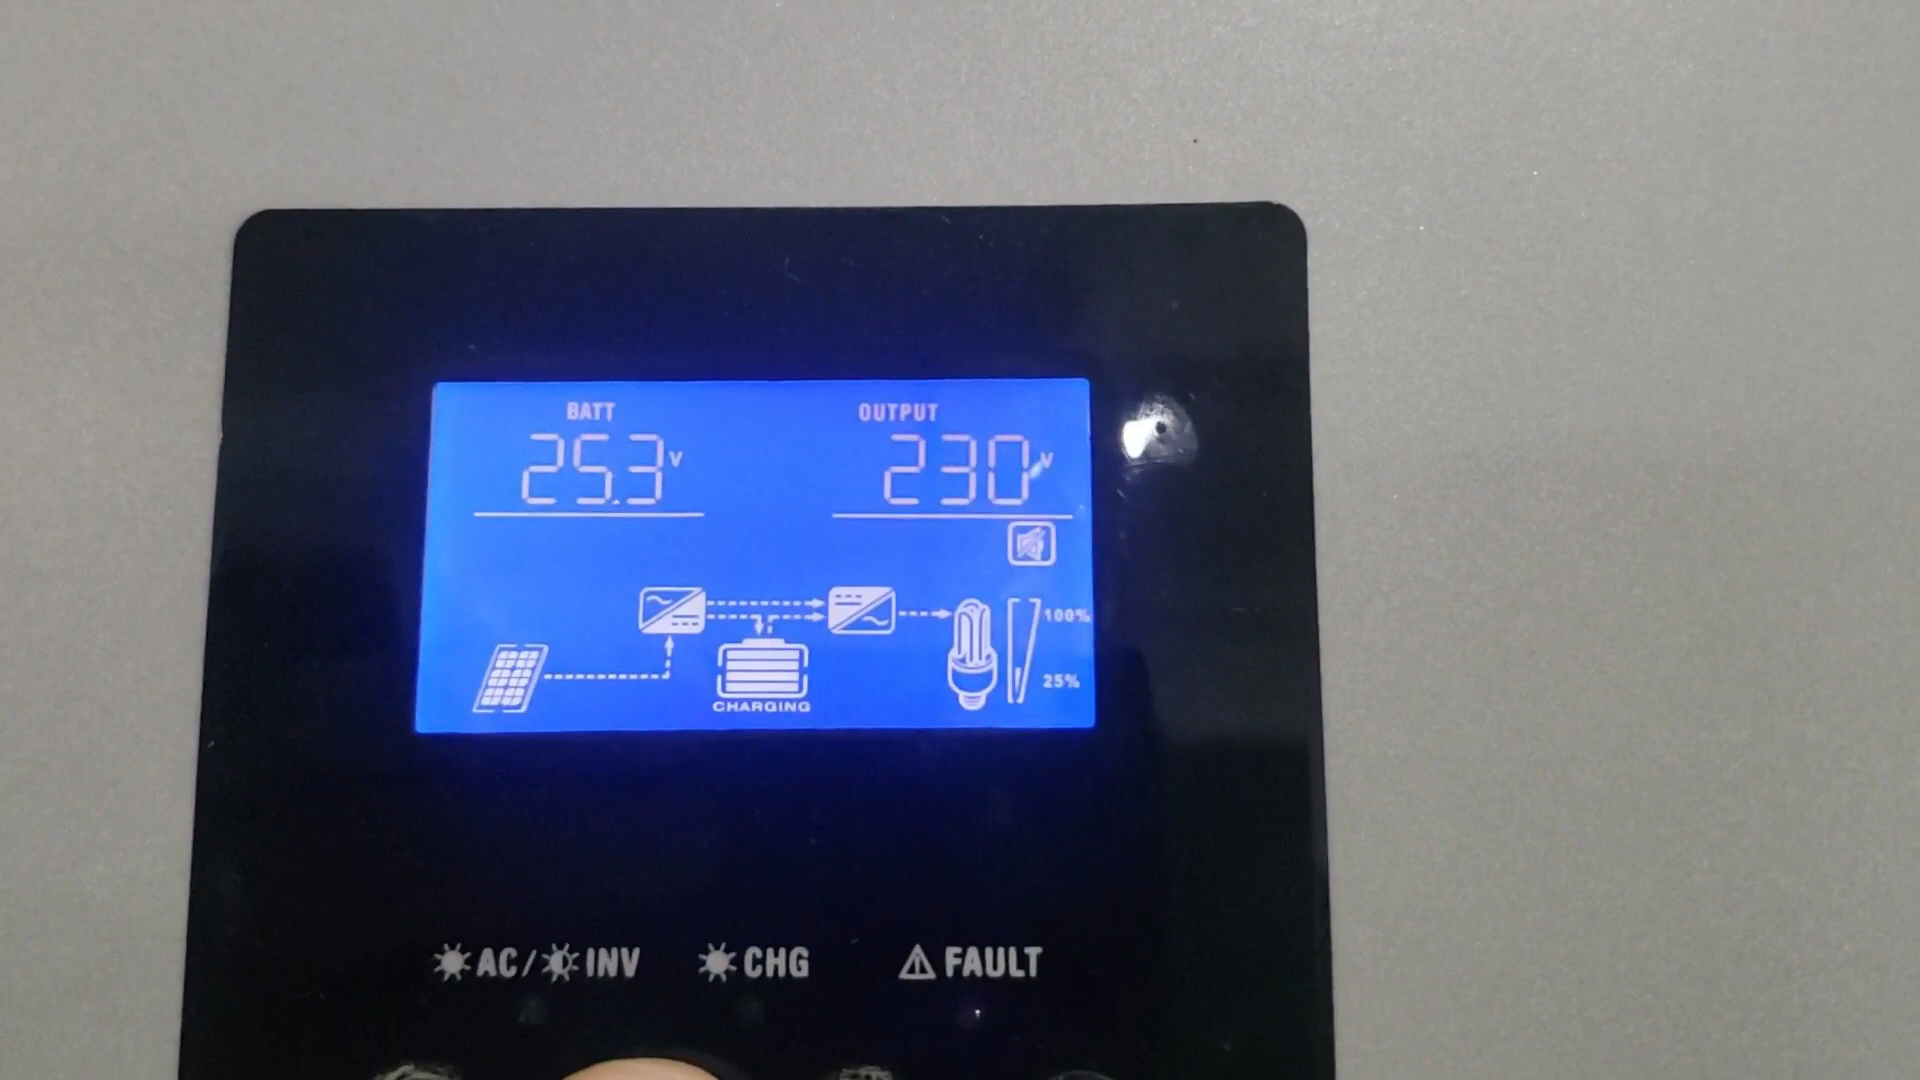 BATT OUTPUT
25.3V 230V
100%
25%
CHARGING
AC/INV CHG FAULT